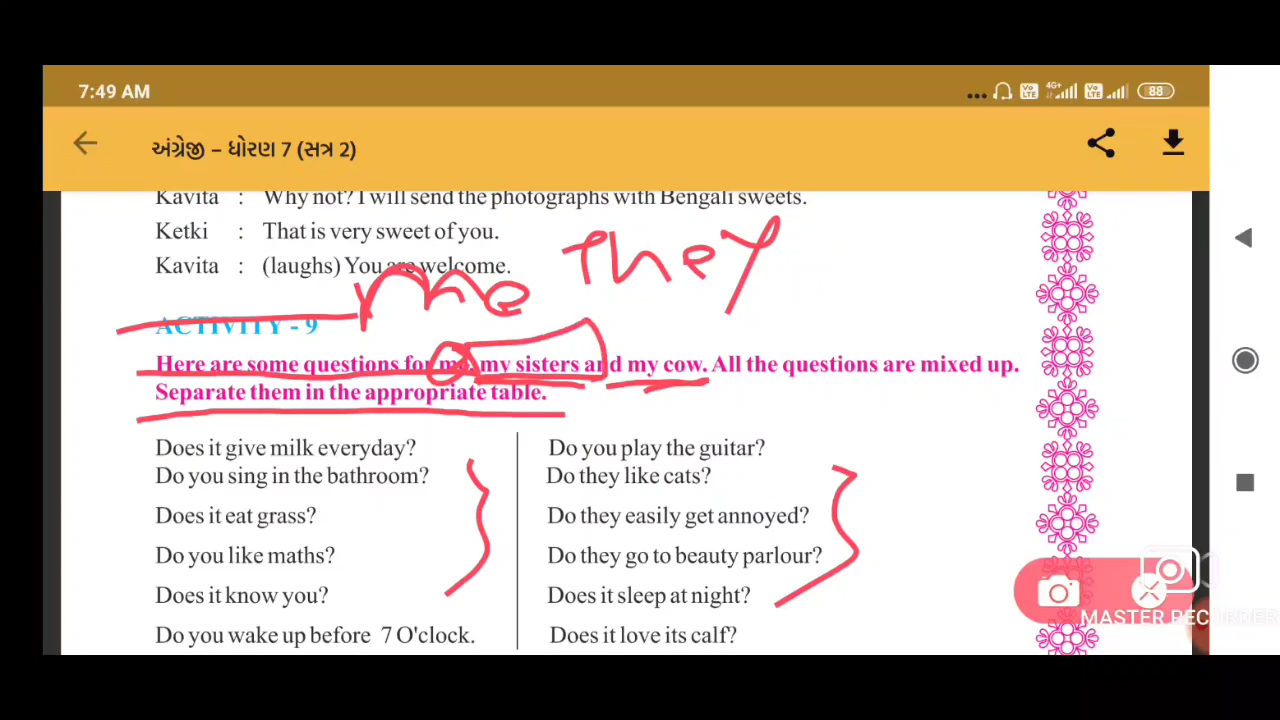 7:49 AM
4G+ Vo LTE Vo LTE 88
અંગ્રેજી – ધોરણ 7 (સત્ર 2)
Kavita : Why not? I will send the photographs with Bengali sweets.
Ketki : That is very sweet of you.
Kavita : (laughs) You are welcome.
me They
ACTIVITY - 9
Here are some questions for me, my sisters and my cow. All the questions are mixed up.
Separate them in the appropriate table.
Does it give milk everyday?
Do you sing in the bathroom?
Does it eat grass?
Do you like maths?
Does it know you?
Do you wake up before 7 O'clock.
Do you play the guitar?
Do they like cats?
Do they easily get annoyed?
Do they go to beauty parlour?
Does it sleep at night?
Does it love its calf?
MASTER RECORDER